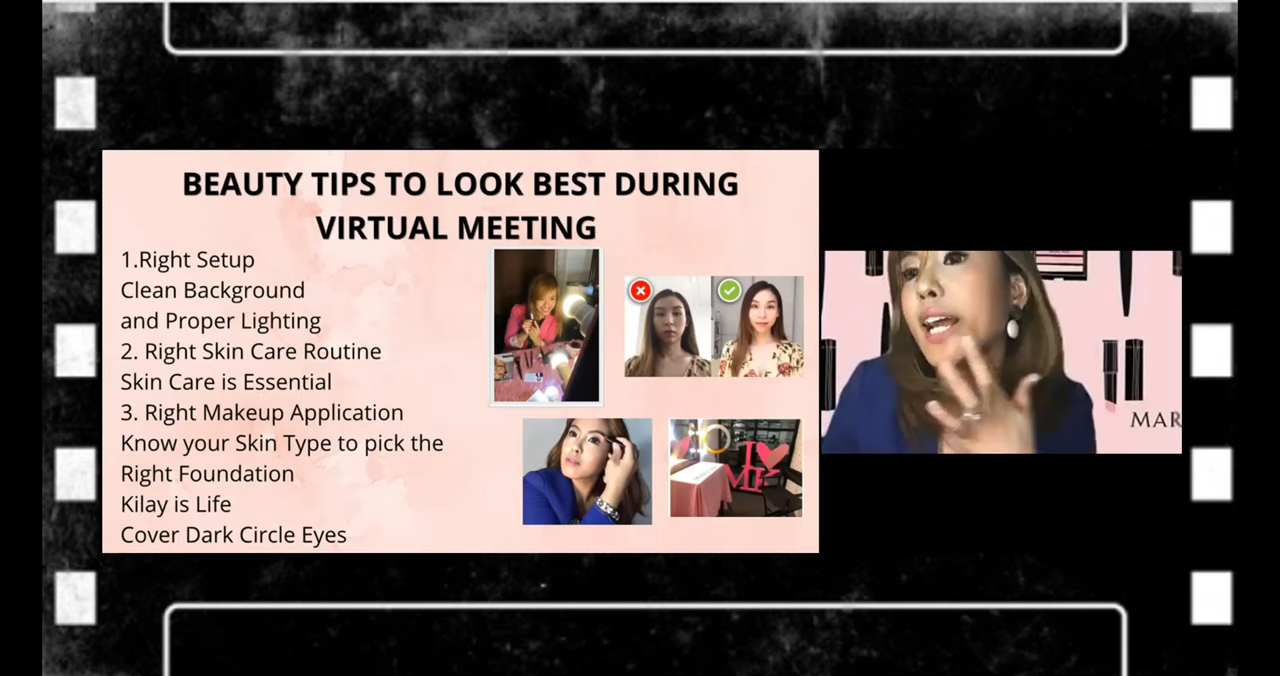 BEAUTY TIPS TO LOOK BEST DURING
VIRTUAL MEETING
1.Right Setup
Clean Background
and Proper Lighting
2. Right Skin Care Routine
Skin Care is Essential
3. Right Makeup Application
Know your Skin Type to pick the
Right Foundation
Kilay is Life
Cover Dark Circle Eyes
MAR